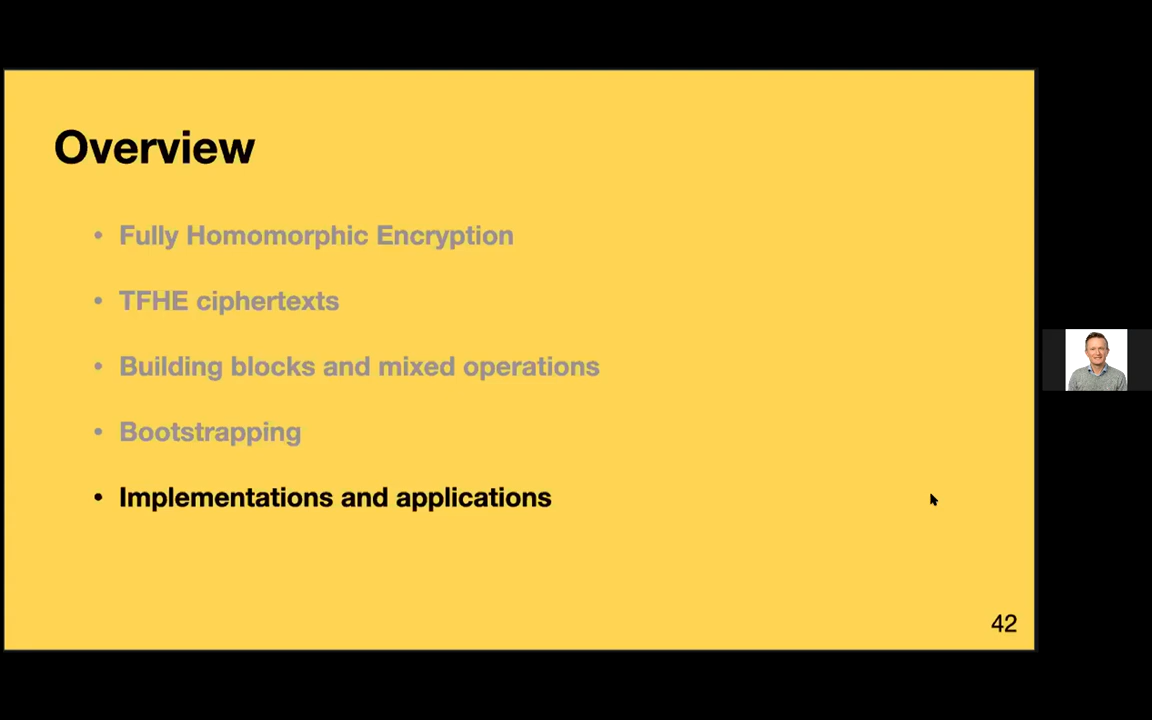 Overview
• Fully Homomorphic Encryption
• TFHE ciphertexts
• Building blocks and mixed operations
• Bootstrapping
• Implementations and applications
42